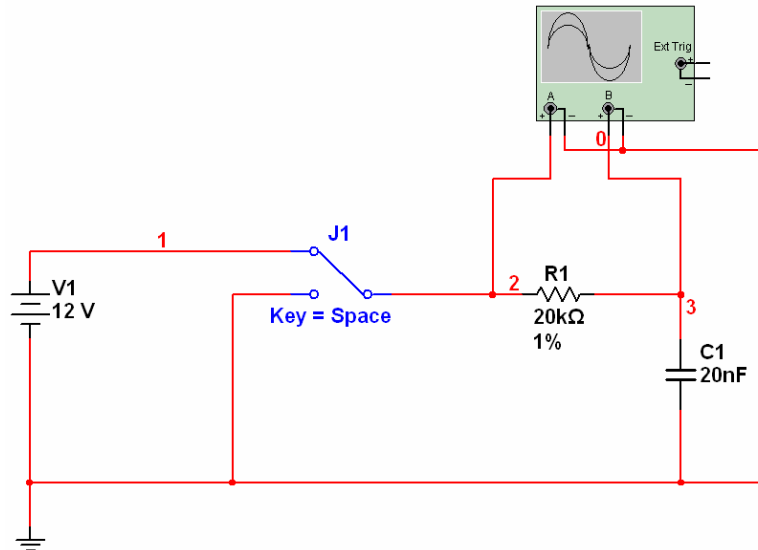 Ext Trig
+
−
A
B
+ − + −
0
1
J1
V1
12 V
Key = Space
2
R1
20kΩ
1%
3
C1
20nF